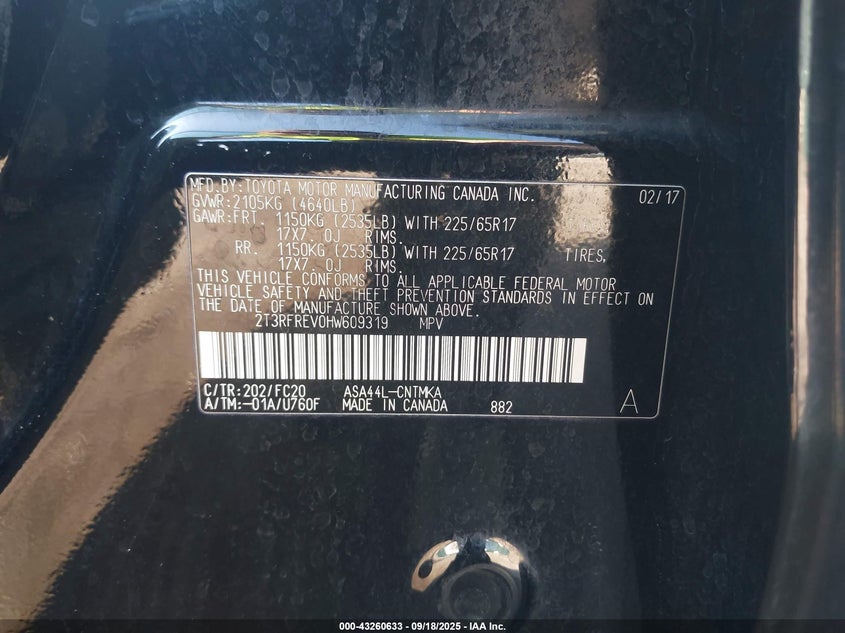 MFD.BY:TOYOTA MOTOR MANUFACTURING CANADA INC. 02/17
GVWR:2105KG (4640LB)
GAWR:FRT. 1150KG (2535LB) WITH 225/65R17
17X7 0J RIMS.
RR. 1150KG (2535LB) WITH 225/65R17 TIRES,
17X7 0J RIMS.
THIS VEHICLE CONFORMS TO ALL APPLICABLE FEDERAL MOTOR
VEHICLE SAFETY AND THEFT PREVENTION STANDARDS IN EFFECT ON
THE DATE OF MANUFACTURE SHOWN ABOVE.
2T3RFREV0HW609319 MPV
C/TR:202/FC20 ASA44L-CNTMKA
A/TM:-01A/U760F MADE IN CANADA 882 A
000-43260633 - 09/18/2025 - IAA Inc.